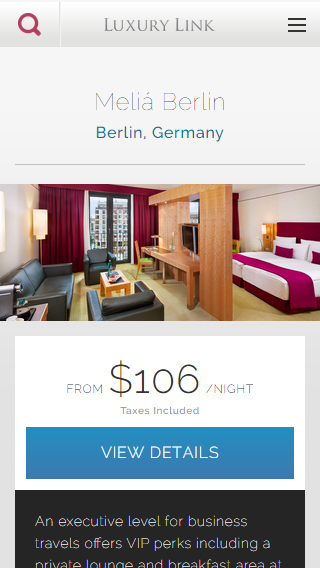 LUXURY LINK
Meliá Berlin
Berlin, Germany
FROM $106 /NIGHT
Taxes Included
VIEW DETAILS
An executive level for business
travels offers VIP perks including a
private lounge and breakfast area at